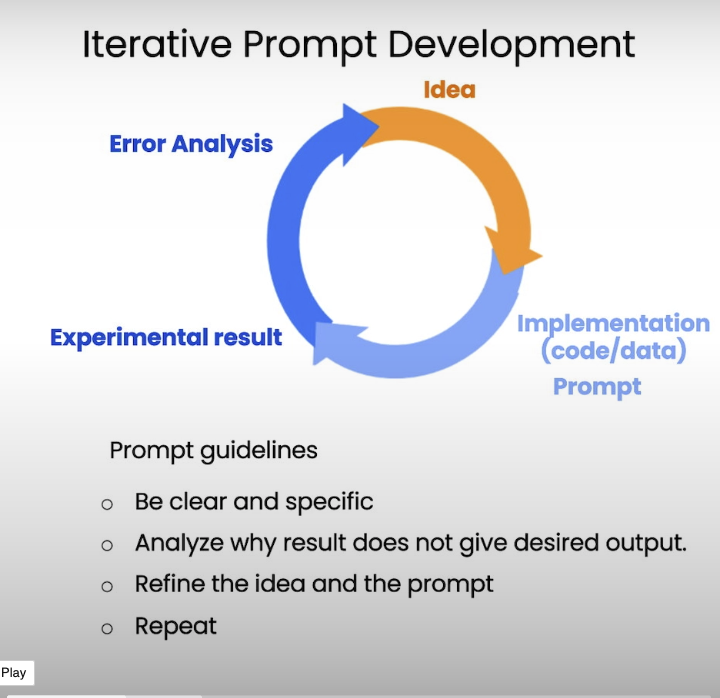 Iterative Prompt Development
Idea
Error Analysis
Experimental result
Implementation
(code/data)
Prompt
Prompt guidelines
o Be clear and specific
o Analyze why result does not give desired output.
o Refine the idea and the prompt
o Repeat
Play